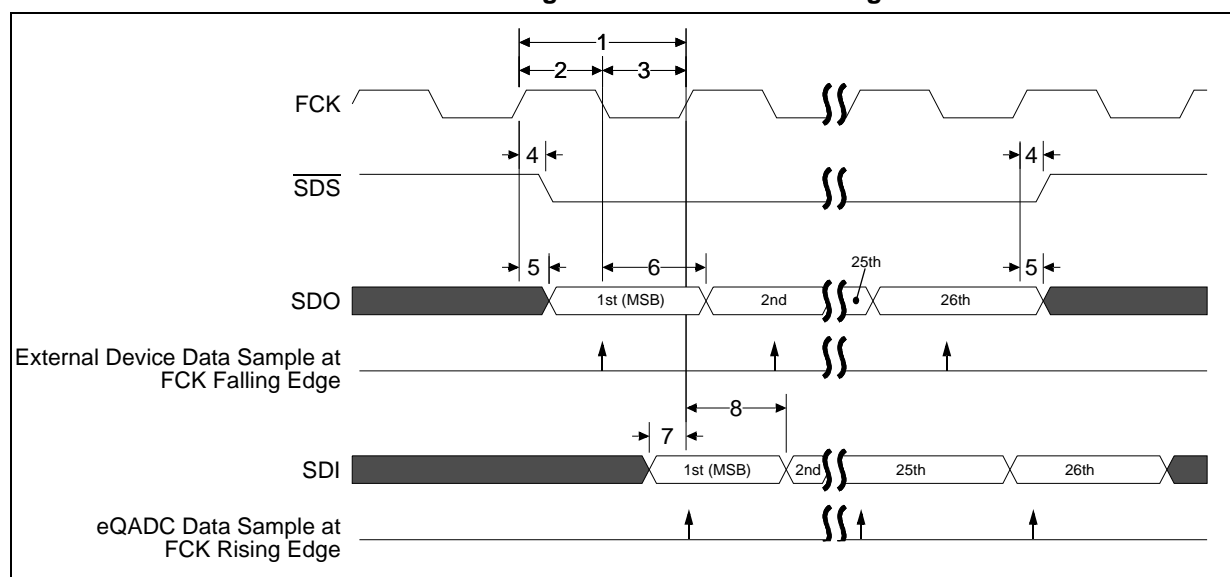 1
2
3
FCK
4
4
SDS
5
6
25th
5
SDO
1st (MSB)
2nd
26th
External Device Data Sample at
FCK Falling Edge
8
7
SDI
1st (MSB)
2nd
25th
26th
eQADC Data Sample at
FCK Rising Edge